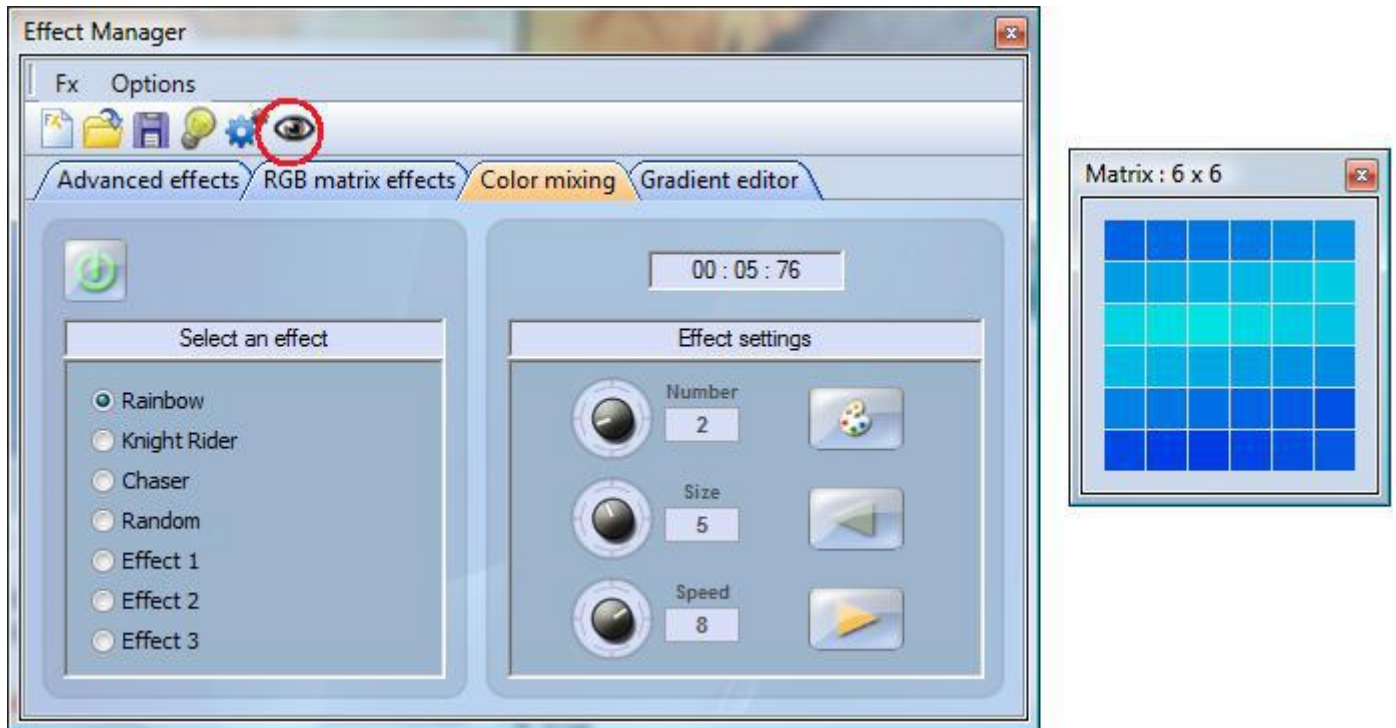 Effect Manager
Fx Options
Advanced effects RGB matrix effects Color mixing Gradient editor
00 : 05 : 76
Select an effect
Rainbow
Knight Rider
Chaser
Random
Effect 1
Effect 2
Effect 3
Effect settings
Number
2
Size
5
Speed
8
Matrix : 6 x 6